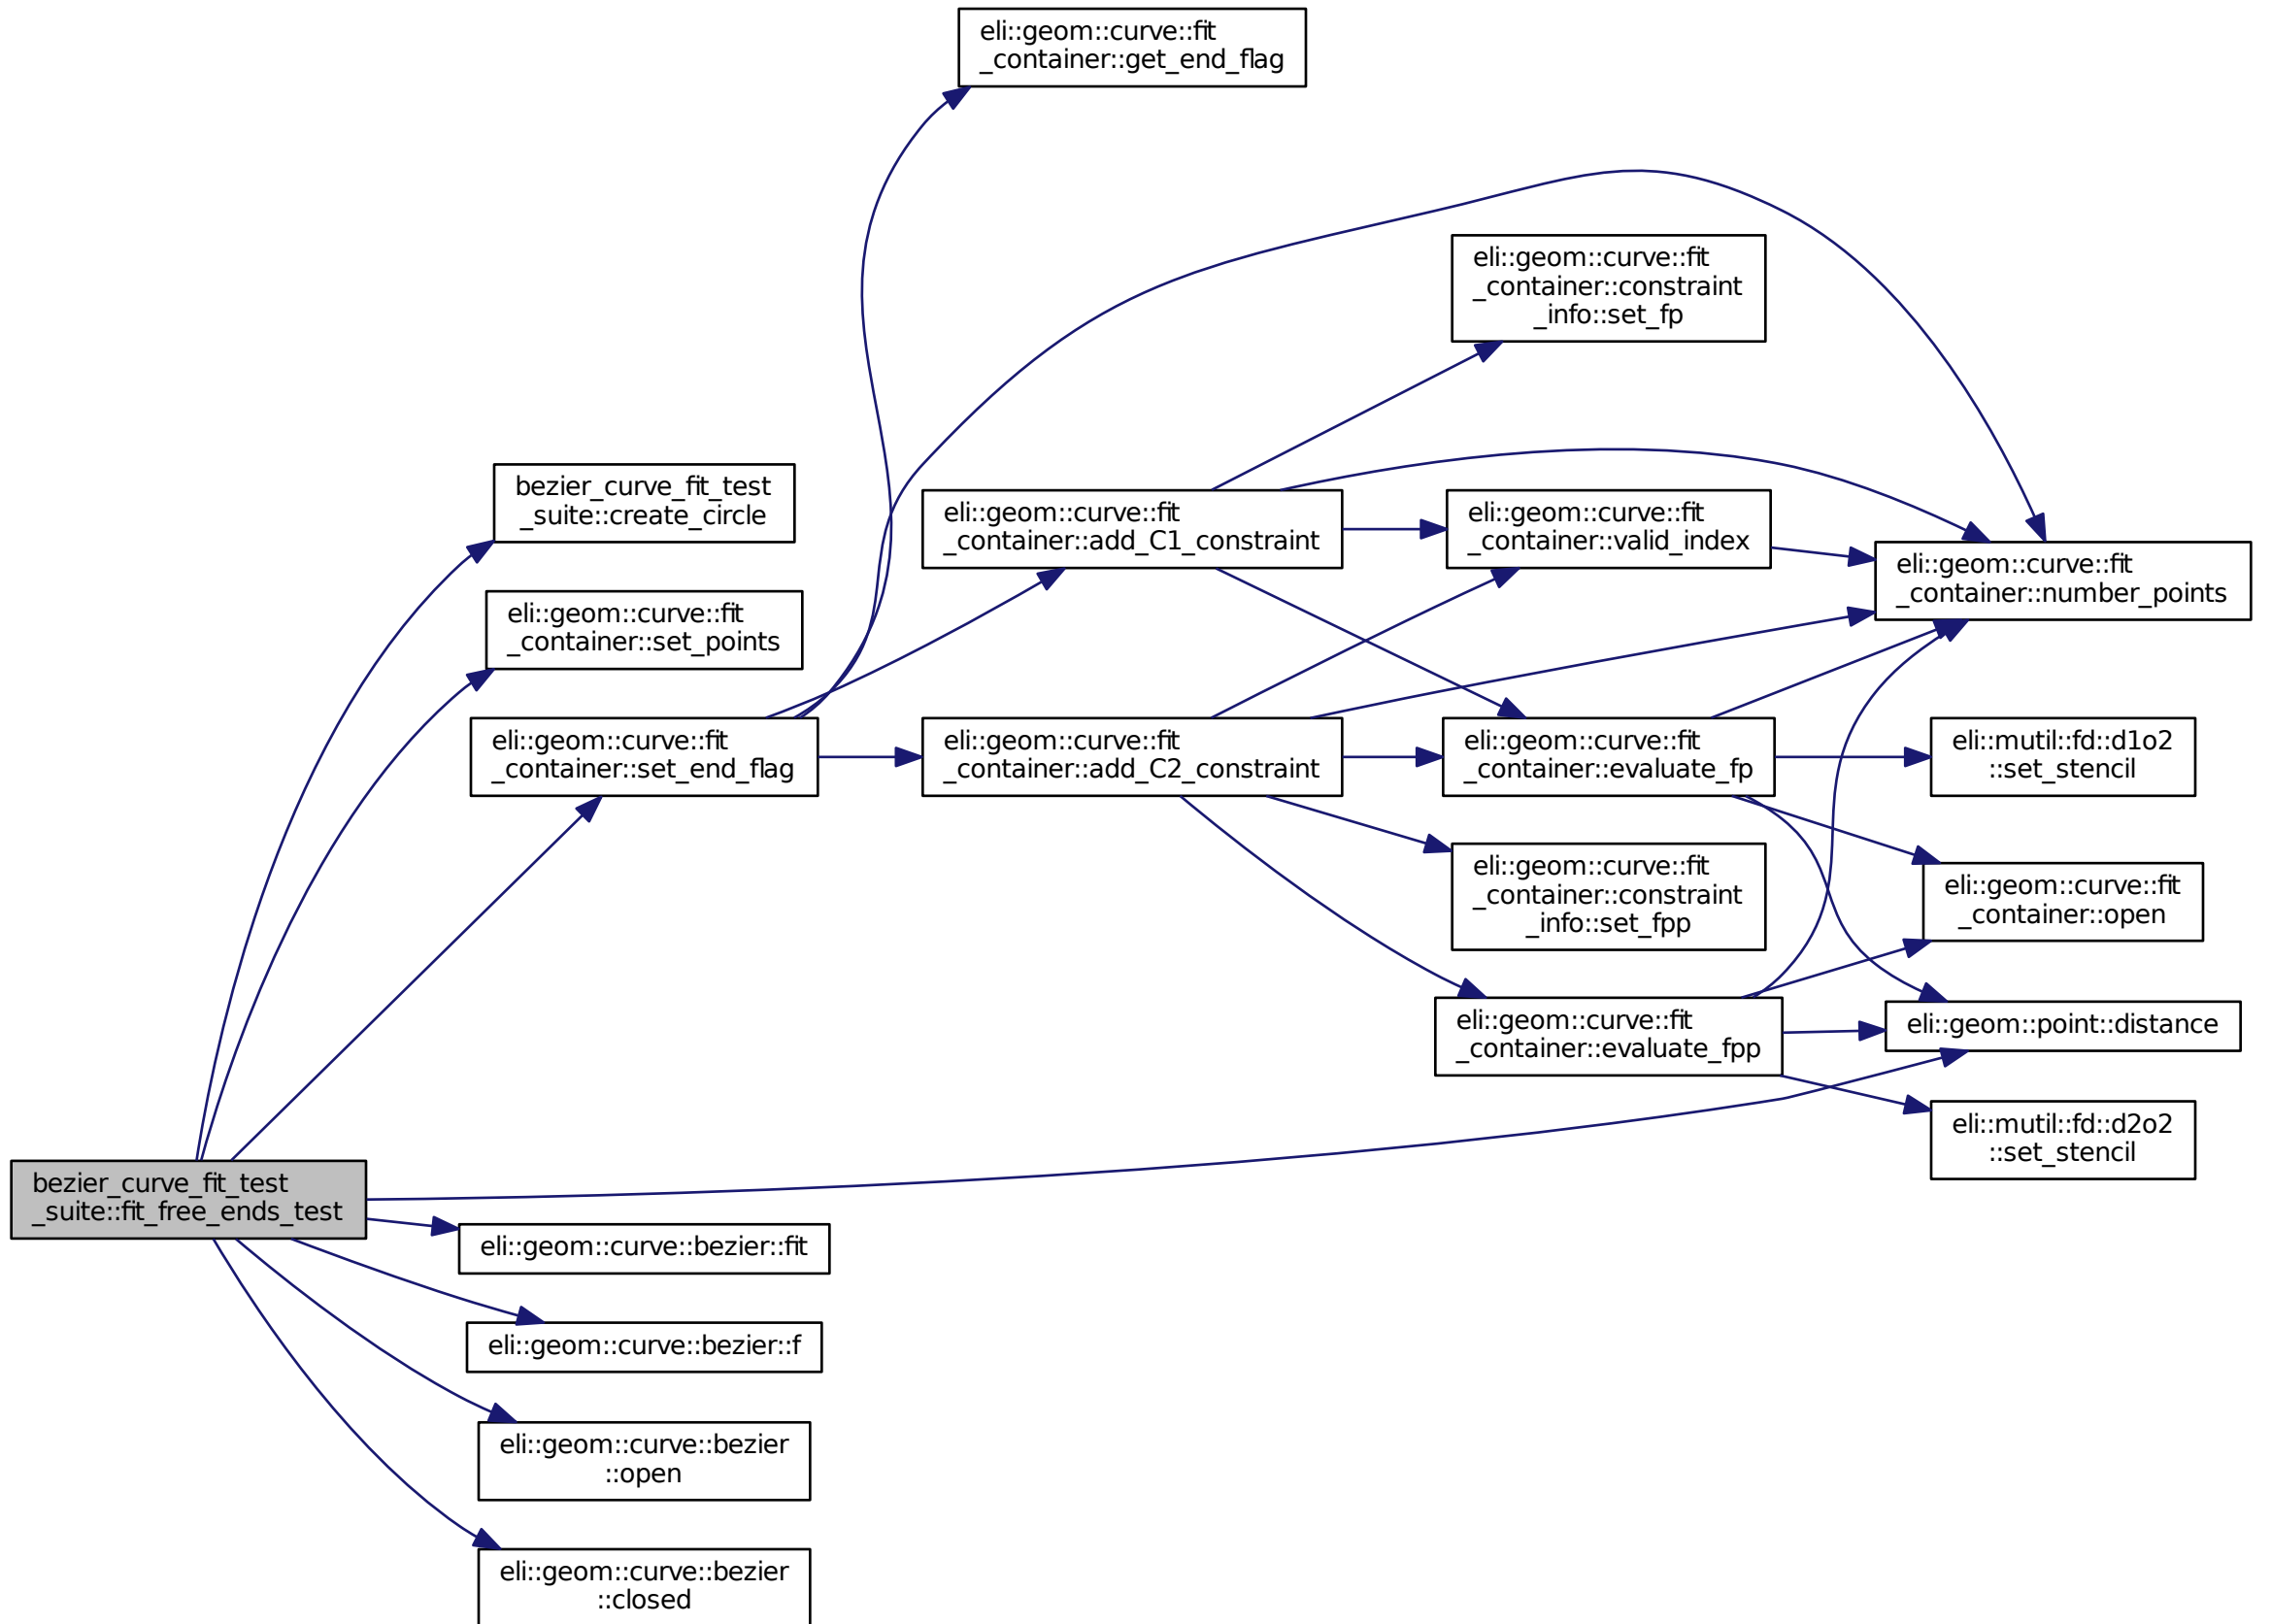 eli::geom::curve::fit
_container::get_end_flag
eli::geom::curve::fit
_container::constraint
_info::set_fp
bezier_curve_fit_test
_suite::create_circle
eli::geom::curve::fit
_container::add_C1_constraint
eli::geom::curve::fit
_container::valid_index
eli::geom::curve::fit
_container::number_points
eli::geom::curve::fit
_container::set_points
eli::geom::curve::fit
_container::set_end_flag
eli::geom::curve::fit
_container::add_C2_constraint
eli::geom::curve::fit
_container::evaluate_fp
eli::mutil::fd::d1o2
::set_stencil
eli::geom::curve::fit
_container::constraint
_info::set_fpp
eli::geom::curve::fit
_container::open
eli::geom::curve::fit
_container::evaluate_fpp
eli::geom::point::distance
eli::mutil::fd::d2o2
::set_stencil
bezier_curve_fit_test
_suite::fit_free_ends_test
eli::geom::curve::bezier::fit
eli::geom::curve::bezier::f
eli::geom::curve::bezier
::open
eli::geom::curve::bezier
::closed